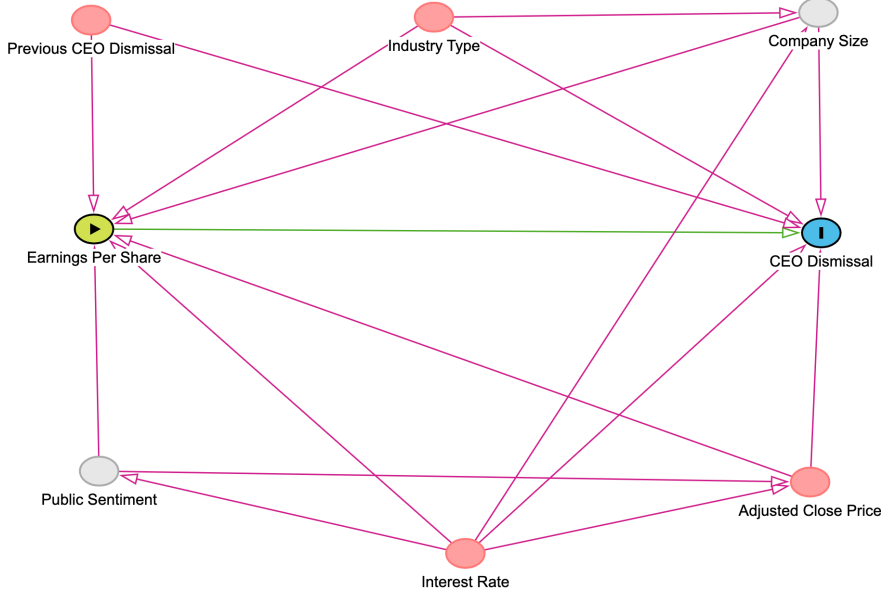 Previous CEO Dismissal
Industry Type
Company Size
Earnings Per Share
CEO Dismissal
Public Sentiment
Adjusted Close Price
Interest Rate